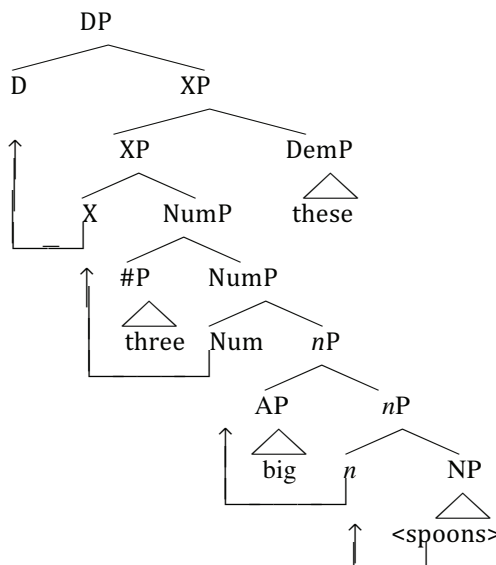 DP
D XP
XP DemP
X NumP these
#P NumP
three Num nP
AP nP
big n NP
<spoons>